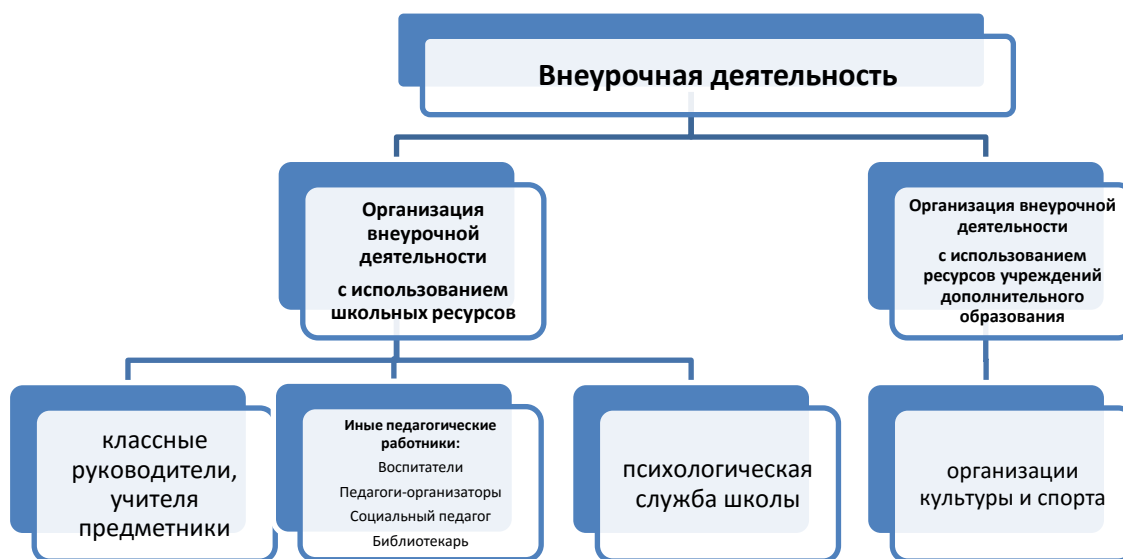 Внеурочная деятельность
Организация
внеурочной
деятельности
с использованием
школьных ресурсов
Организация внеурочной
деятельности
с использованием
ресурсов учреждений
дополнительного
образования
классные
руководители,
учителя
предметники
Иные педагогические
работники:
Воспитатели
Педагоги-организаторы
Социальный педагог
Библиотекарь
психологическая
служба школы
организации
культуры и спорта